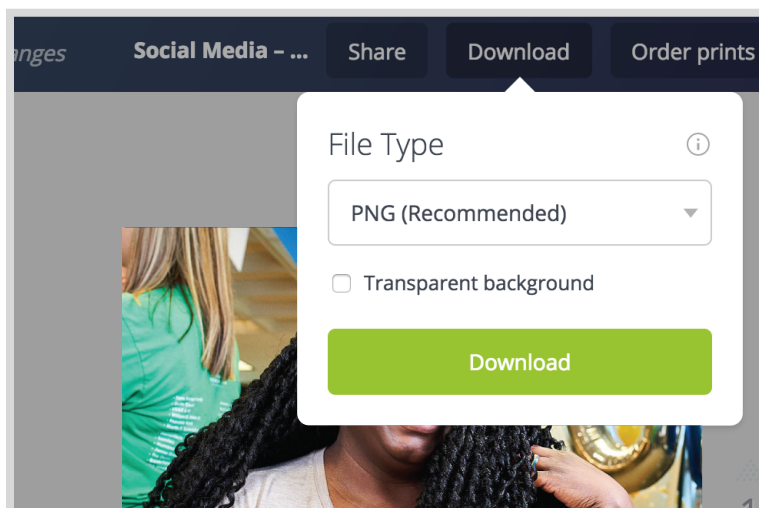 anges
Social Media – ...
Share
Download
Order prints
File Type
PNG (Recommended)
Transparent background
Download